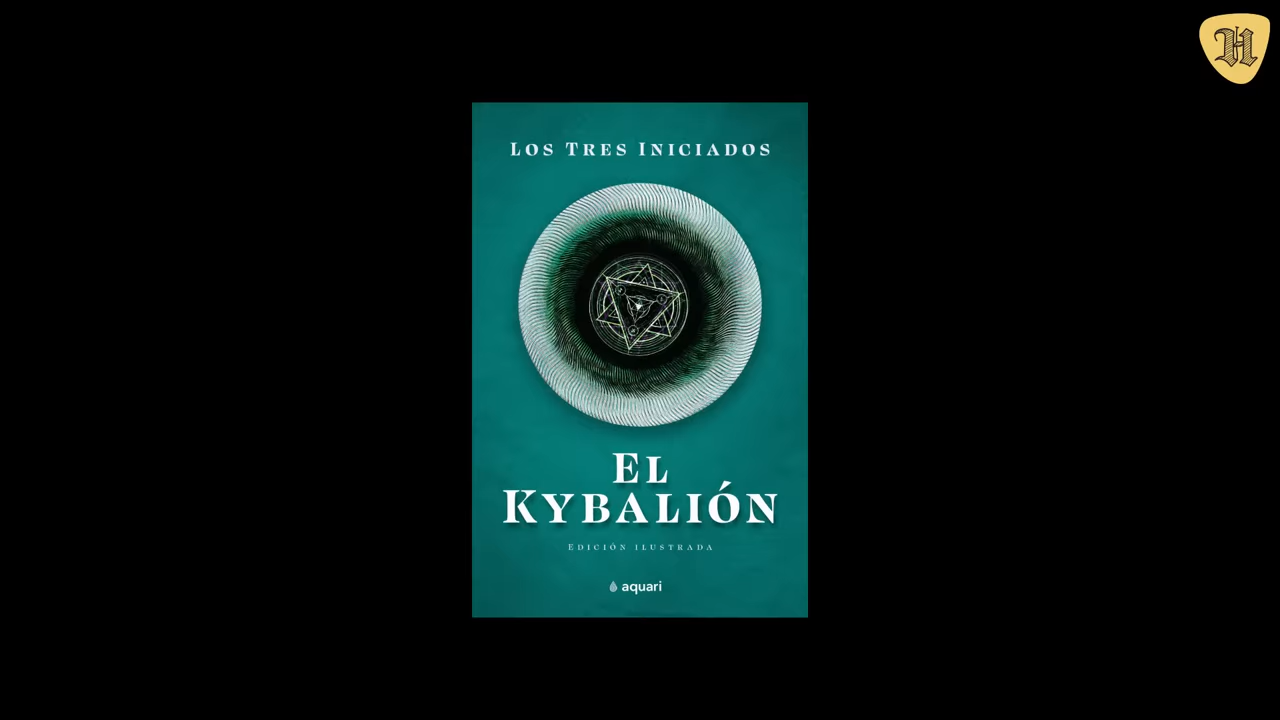 H
Los Tres Iniciados
El
Kybalión
Edición ilustrada
aquari